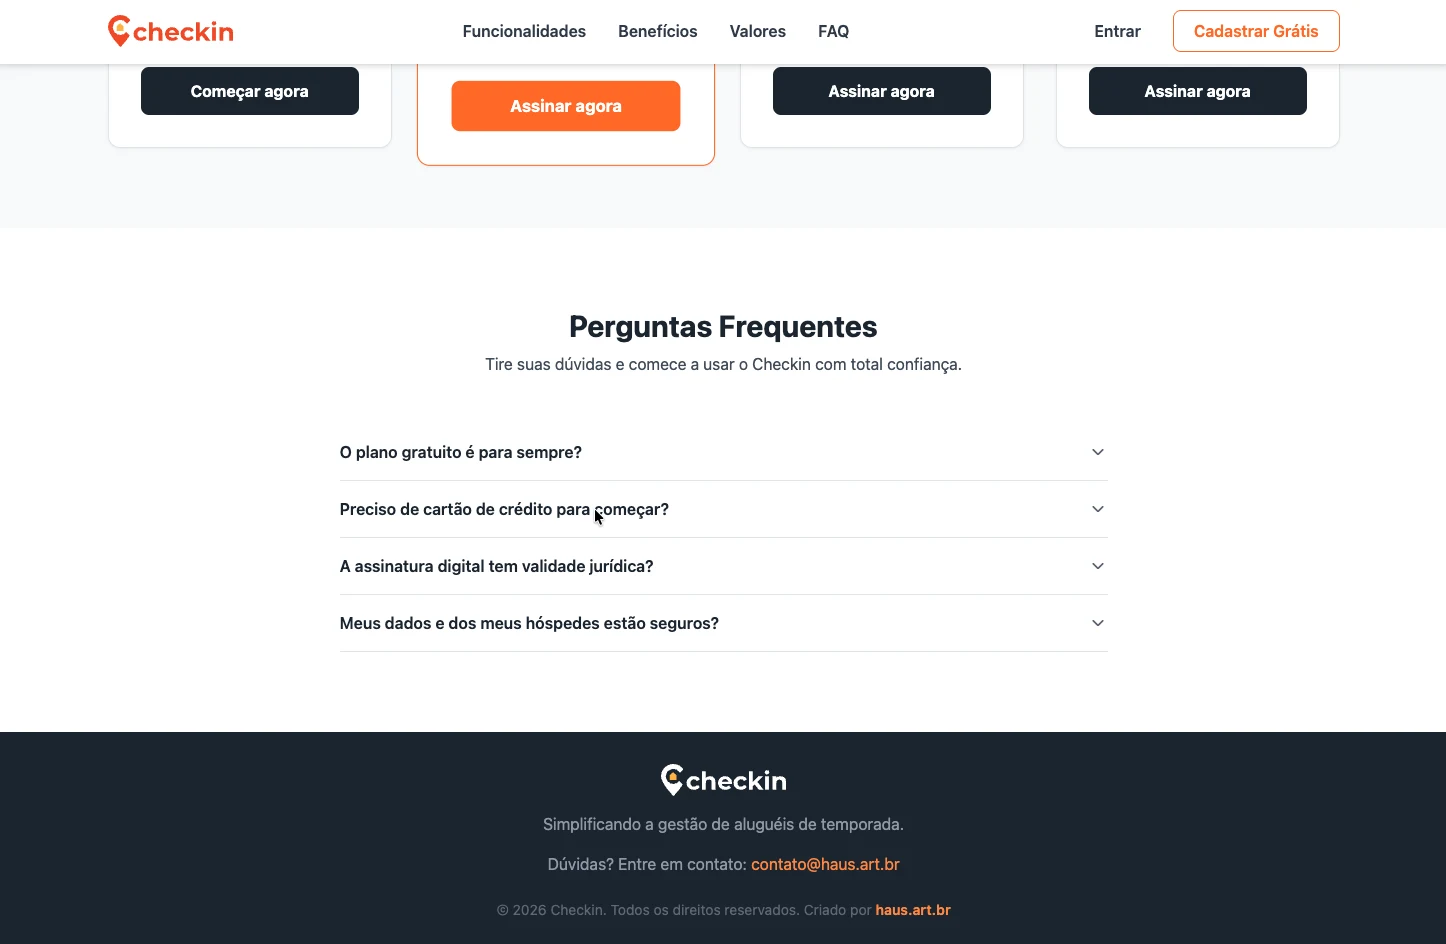 checkin
Funcionalidades
Benefícios
Valores
FAQ
Entrar
Cadastrar Grátis
Começar agora
Assinar agora
Assinar agora
Assinar agora
Perguntas Frequentes
Tire suas dúvidas e comece a usar o Checkin com total confiança.
O plano gratuito é para sempre?
Preciso de cartão de crédito para começar?
A assinatura digital tem validade jurídica?
Meus dados e dos meus hóspedes estão seguros?
checkin
Simplificando a gestão de aluguéis de temporada.
Dúvidas? Entre em contato: contato@haus.art.br
© 2026 Checkin. Todos os direitos reservados. Criado por haus.art.br